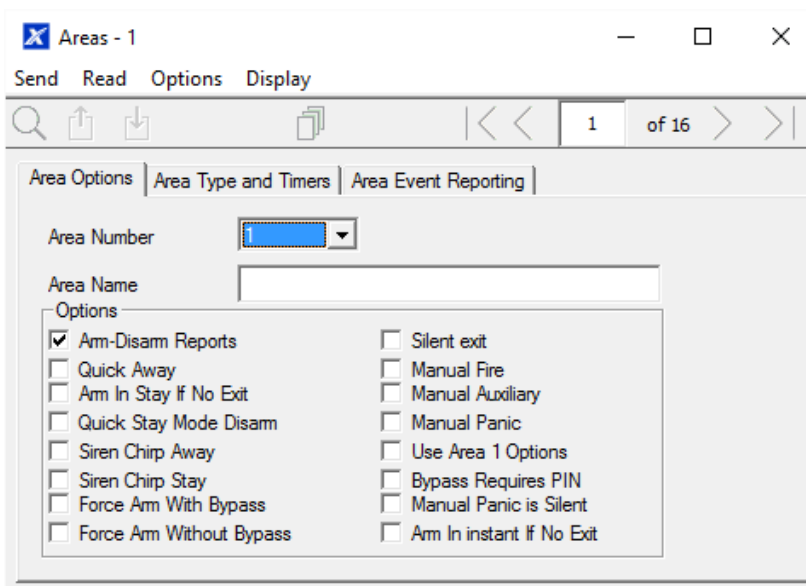 Areas - 1
Send Read Options Display
1 of 16
Area Options Area Type and Timers Area Event Reporting
Area Number 1
Area Name
Options
Arm-Disarm Reports Silent exit
Quick Away Manual Fire
Arm In Stay If No Exit Manual Auxiliary
Quick Stay Mode Disarm Manual Panic
Siren Chirp Away Use Area 1 Options
Siren Chirp Stay Bypass Requires PIN
Force Arm With Bypass Manual Panic is Silent
Force Arm Without Bypass Arm In instant If No Exit